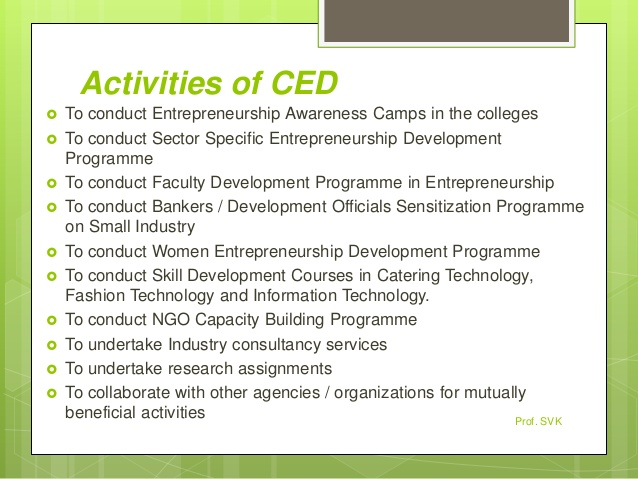 Activities of CED
To conduct Entrepreneurship Awareness Camps in the colleges
To conduct Sector Specific Entrepreneurship Development
Programme
To conduct Faculty Development Programme in Entrepreneurship
To conduct Bankers / Development Officials Sensitization Programme
on Small Industry
To conduct Women Entrepreneurship Development Programme
To conduct Skill Development Courses in Catering Technology,
Fashion Technology and Information Technology.
To conduct NGO Capacity Building Programme
To undertake Industry consultancy services
To undertake research assignments
To collaborate with other agencies / organizations for mutually
beneficial activities
Prof. SVK